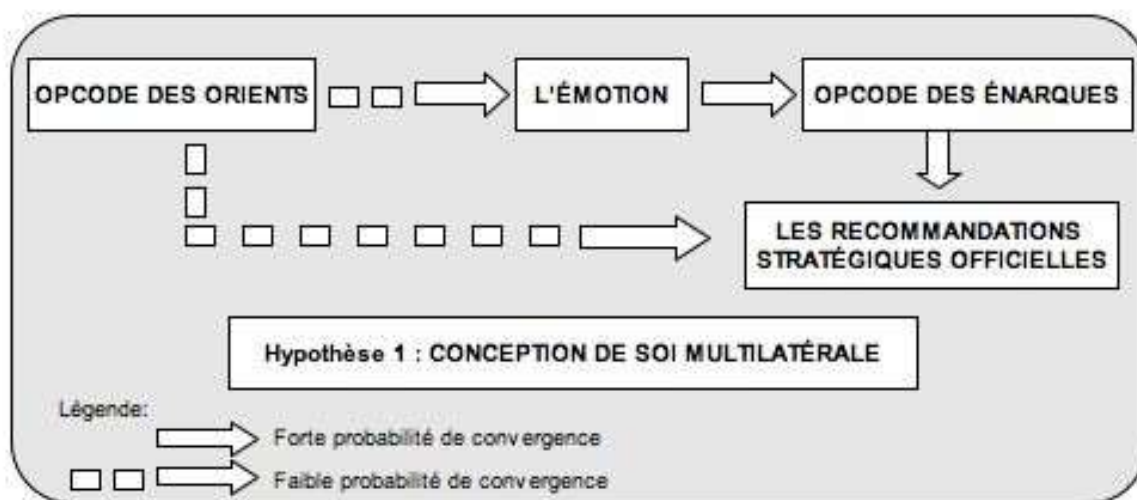 OPCODE DES ORIENTS
L'ÉMOTION
OPCODE DES ÉNARQUES
LES RECOMMANDATIONS
STRATÉGIQUES OFFICIELLES
Hypothèse 1 : CONCEPTION DE SOI MULTILATÉRALE
Légende:
Forte probabilité de convergence
Faible probabilité de convergence